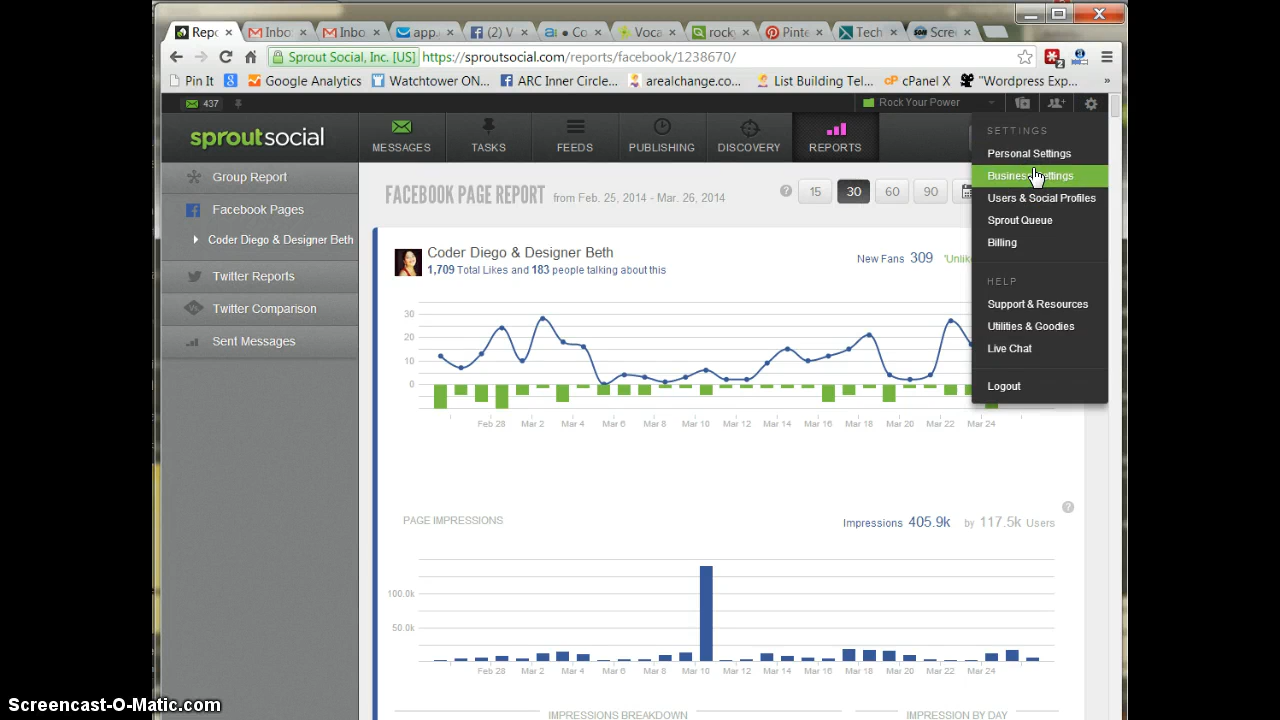 Repo
Inbo
Inbo
app.
(2) V
Co
Voca
rocky
Pinte
Tech
Scre
Sprout Social, Inc. [US]
https://sproutsocial.com/reports/facebook/1238670/
Pin It
Google Analytics
Watchtower ON...
ARC Inner Circle...
arealchange.co...
List Building Tel...
cPanel X
"Wordpress Exp...
»
437
Rock Your Power
sproutsocial
MESSAGES
TASKS
FEEDS
PUBLISHING
DISCOVERY
REPORTS
SETTINGS
Personal Settings
Users & Social Profiles
Sprout Queue
Billing
HELP
Support & Resources
Utilities & Goodies
Live Chat
Logout
Group Report
Facebook Pages
Coder Diego & Designer Beth
Twitter Reports
Twitter Comparison
Sent Messages
FACEBOOK PAGE REPORT from Feb. 25, 2014 - Mar. 26, 2014
? 15 30 60 90
Coder Diego & Designer Beth
1,709 Total Likes and 183 people talking about this
New Fans 309 'Unlik
30
20
10
0
Feb 28 Mar 2 Mar 4 Mar 6 Mar 8 Mar 10 Mar 12 Mar 14 Mar 16 Mar 18 Mar 20 Mar 22 Mar 24
?
PAGE IMPRESSIONS
Impressions 405.9k by 117.5k Users
100.0k
50.0k
Feb 28 Mar 2 Mar 4 Mar 6 Mar 8 Mar 10 Mar 12 Mar 14 Mar 16 Mar 18 Mar 20 Mar 22 Mar 24
IMPRESSIONS BREAKDOWN
IMPRESSION BY DAY
Screencast-O-Matic.com